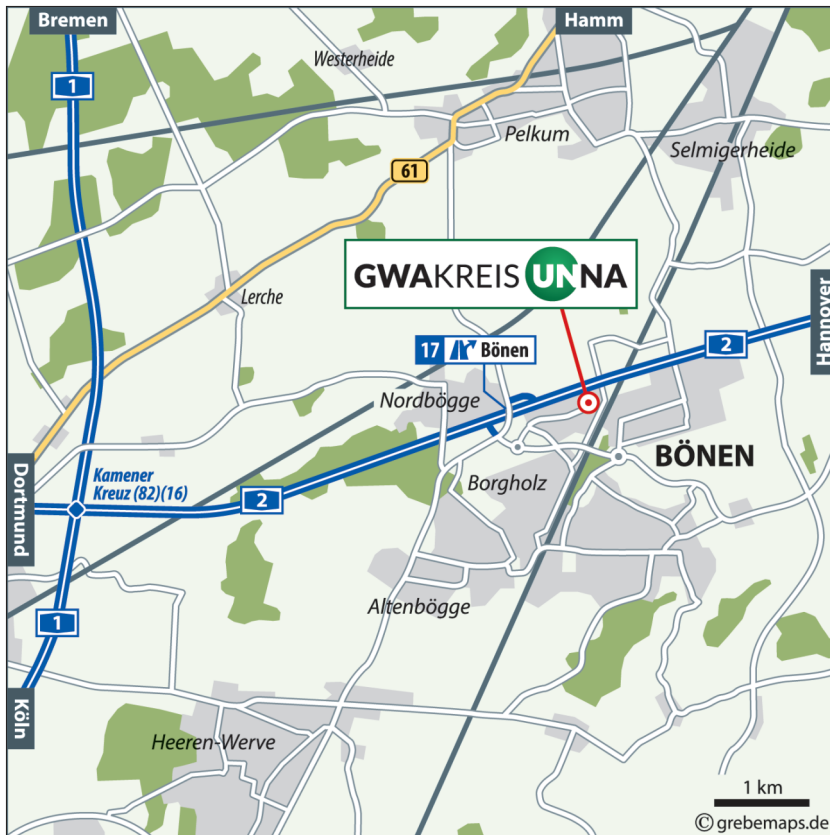 Bremen
Hamm
Westerheide
1
Pelkum
Selmigerheide
61
GWAKREIS UNNA
Lerche
Hannover
2
17 Bönen
Nordbögge
BÖNEN
Borgholz
Dortmund
Kamener
Kreuz (82)(16)
2
Altenbögge
1
Köln
Heeren-Werve
1 km
© grebemaps.de